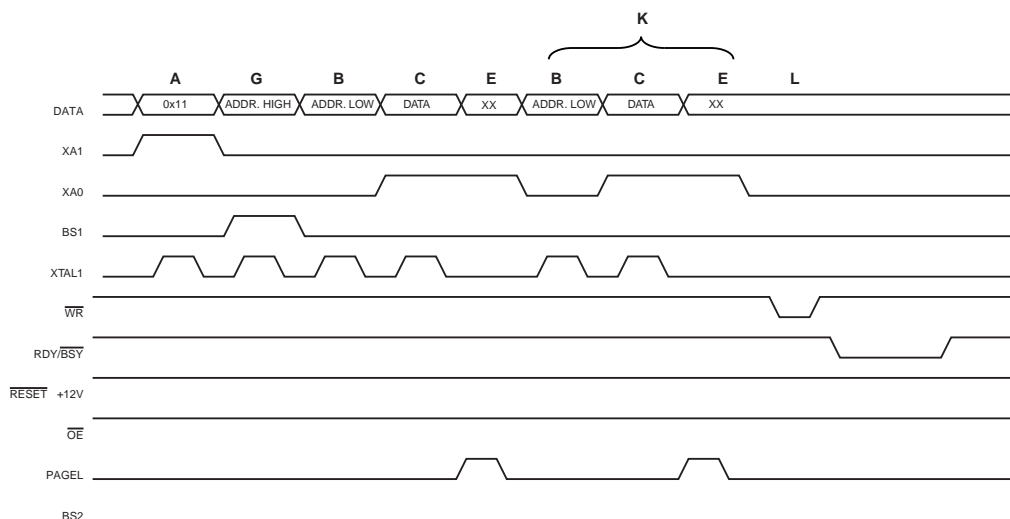 K
A G B C E B C E L
DATA 0x11 ADDR. HIGH ADDR. LOW DATA XX ADDR. LOW DATA XX
XA1
XA0
BS1
XTAL1
WR
RDY/BSY
RESET +12V
OE
PAGEL
BS2